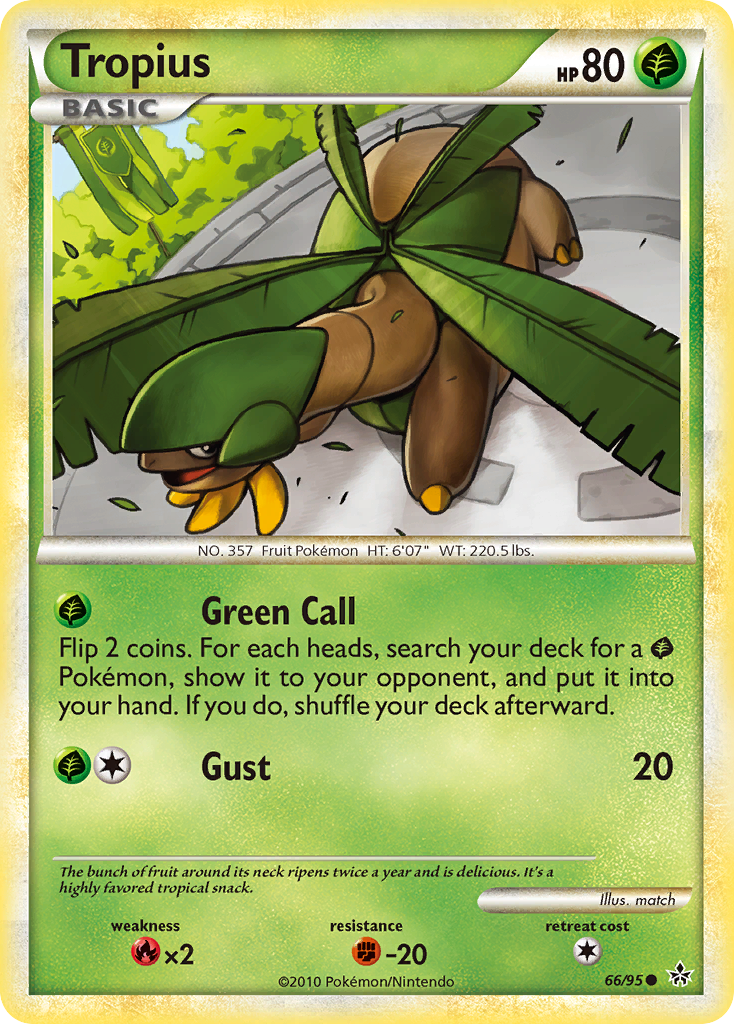 Tropius
HP 80
BASIC
NO. 357 Fruit Pokémon HT: 6'07" WT: 220.5 lbs.
Green Call
Flip 2 coins. For each heads, search your deck for a
Pokémon, show it to your opponent, and put it into
your hand. If you do, shuffle your deck afterward.
Gust 20
The bunch of fruit around its neck ripens twice a year and is delicious. It's a
highly favored tropical snack.
Illus. match
weakness resistance retreat cost
×2 -20
©2010 Pokémon/Nintendo 66/95